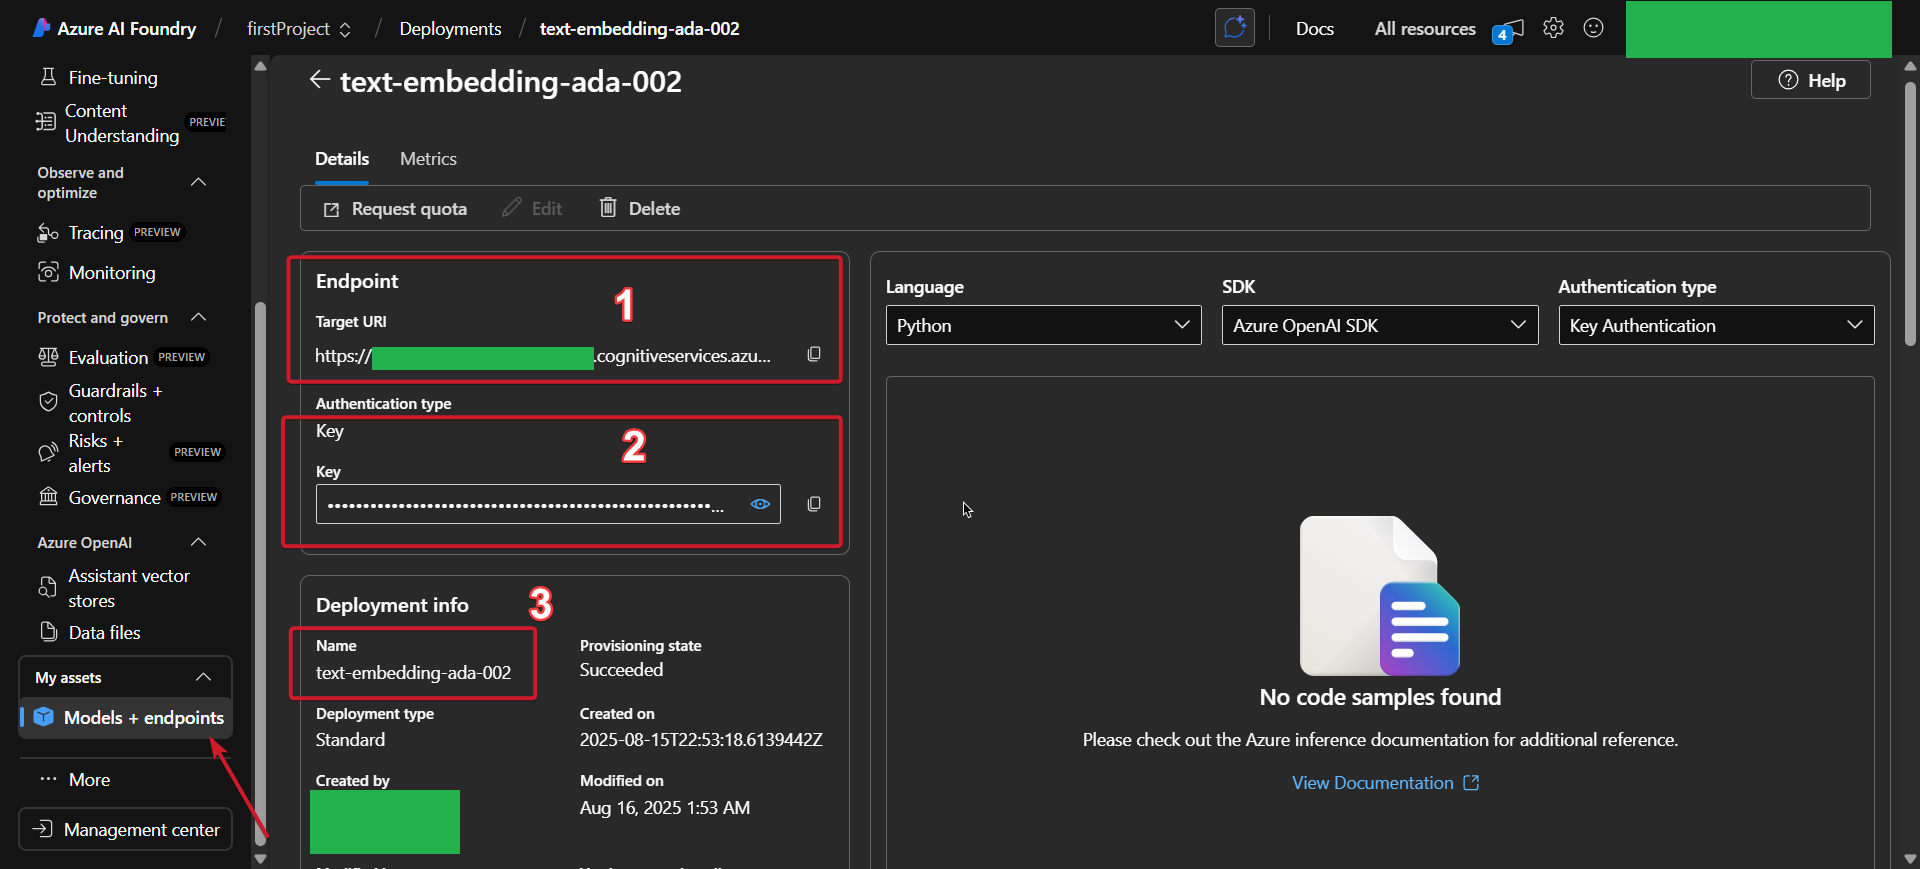 Azure AI Foundry / firstProject / Deployments / text-embedding-ada-002
Docs
All resources
4
Fine-tuning
Content
Understanding PREVIE
Observe and
optimize
Tracing PREVIEW
Monitoring
Protect and govern
Evaluation PREVIEW
Guardrails +
controls
Risks +
alerts PREVIEW
Governance PREVIEW
Azure OpenAI
Assistant vector
stores
Data files
My assets
Models + endpoints
More
Management center
text-embedding-ada-002
Help
Details Metrics
Request quota Edit Delete
Endpoint
1
Target URI
https:// .cognitiveservices.azu...
Authentication type
Key
2
Key
Deployment info
3
Name
text-embedding-ada-002
Provisioning state
Succeeded
Deployment type
Standard
Created on
2025-08-15T22:53:18.6139442Z
Created by
Modified on
Aug 16, 2025 1:53 AM
Language
Python
SDK
Azure OpenAI SDK
Authentication type
Key Authentication
No code samples found
Please check out the Azure inference documentation for additional reference.
View Documentation